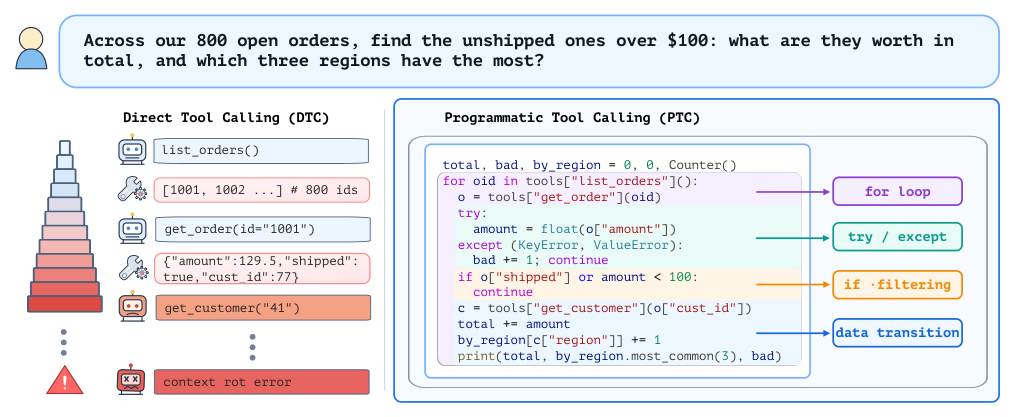 Across our 800 open orders, find the unshipped ones over $100: what are they worth in
total, and which three regions have the most?
Direct Tool Calling (DTC)
list_orders()
[1001, 1002 ...] # 800 ids
get_order(id="1001")
{"amount":129.5,"shipped":
true,"cust_id":77}
get_customer("41")
context rot error
!
Programmatic Tool Calling (PTC)
total, bad, by_region = 0, 0, Counter()
for oid in tools["list_orders"]():
o = tools["get_order"](oid)
try:
amount = float(o["amount"])
except (KeyError, ValueError):
bad += 1; continue
if o["shipped"] or amount < 100:
continue
c = tools["get_customer"](o["cust_id"])
total += amount
by_region[c["region"]] += 1
print(total, by_region.most_common(3), bad)
for loop
try / except
if ·filtering
data transition